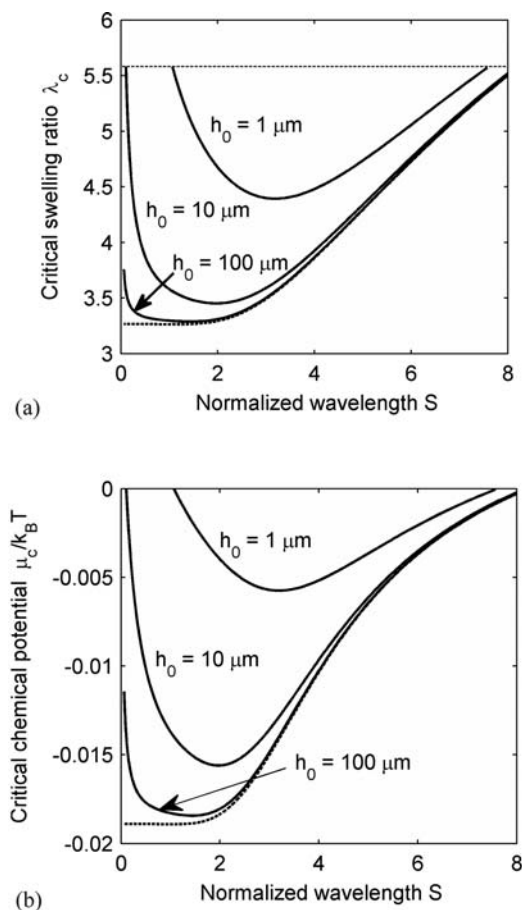 6
5.5
5
4.5
4
3.5
3
Critical swelling ratio λc
h0 = 1 μm
h0 = 10 μm
h0 = 100 μm
0 2 4 6 8
Normalized wavelength S
(a)
0
-0.005
-0.01
-0.015
-0.02
Critical chemical potential μc/kBT
h0 = 1 μm
h0 = 10 μm
h0 = 100 μm
0 2 4 6 8
Normalized wavelength S
(b)